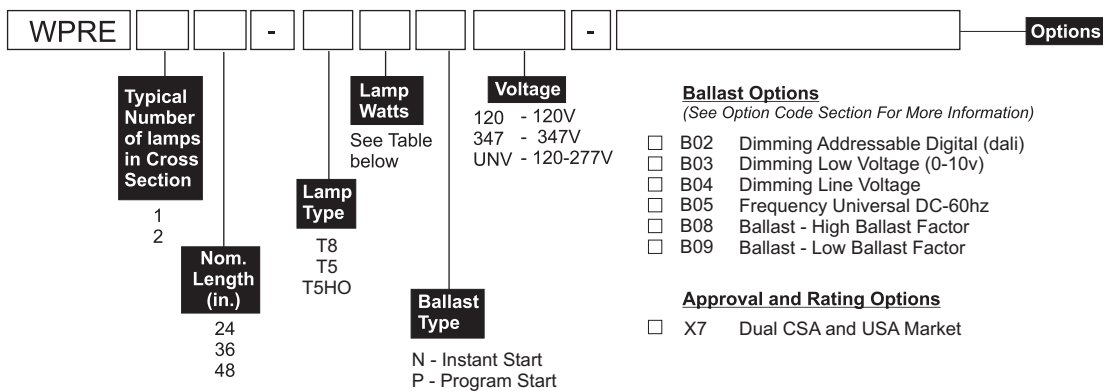 WPRE - - Options
Typical
Number
of lamps
in Cross
Section
1
2
Nom.
Length
(in.)
24
36
48
Lamp
Type
T8
T5
T5HO
Lamp
Watts
See Table
below
Ballast
Type
N - Instant Start
P - Program Start
Voltage
120 - 120V
347 - 347V
UNV - 120-277V
Ballast Options
(See Option Code Section For More Information)
B02 Dimming Addressable Digital (dali)
B03 Dimming Low Voltage (0-10v)
B04 Dimming Line Voltage
B05 Frequency Universal DC-60hz
B08 Ballast - High Ballast Factor
B09 Ballast - Low Ballast Factor
Approval and Rating Options
X7 Dual CSA and USA Market